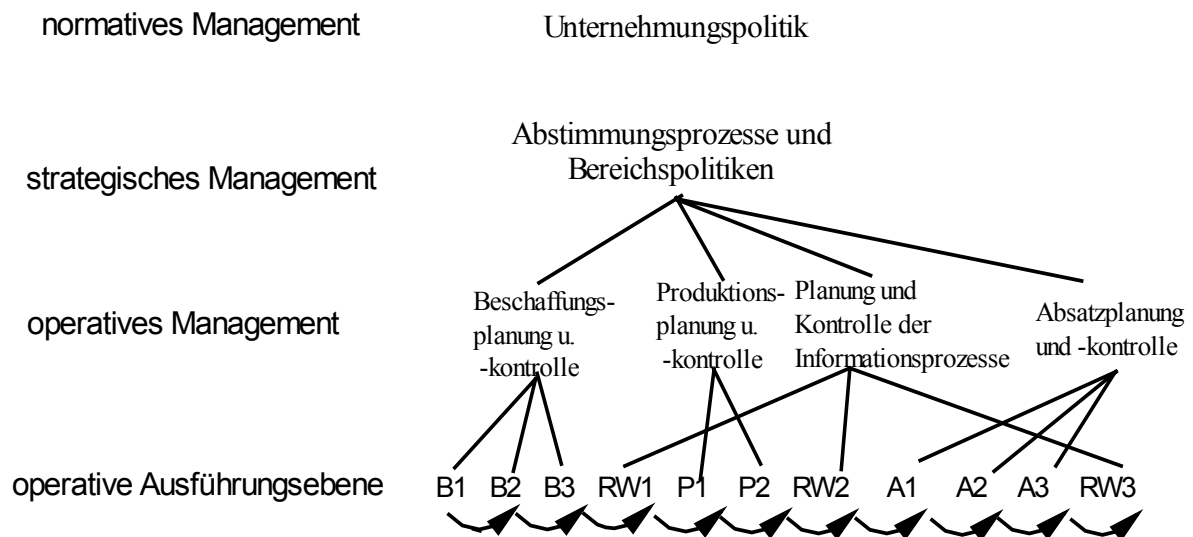 normatives Management
Unternehmungspolitik
Abstimmungsprozesse und
Bereichspolitiken
strategisches Management
Beschaffungs-
planung u.
-kontrolle
Produktions-
planung u.
-kontrolle
Planung und
Kontrolle der
Informationsprozesse
Absatzplanung
und -kontrolle
operatives Management
operative Ausführungsebene
B1 B2 B3 RW1 P1 P2 RW2 A1 A2 A3 RW3